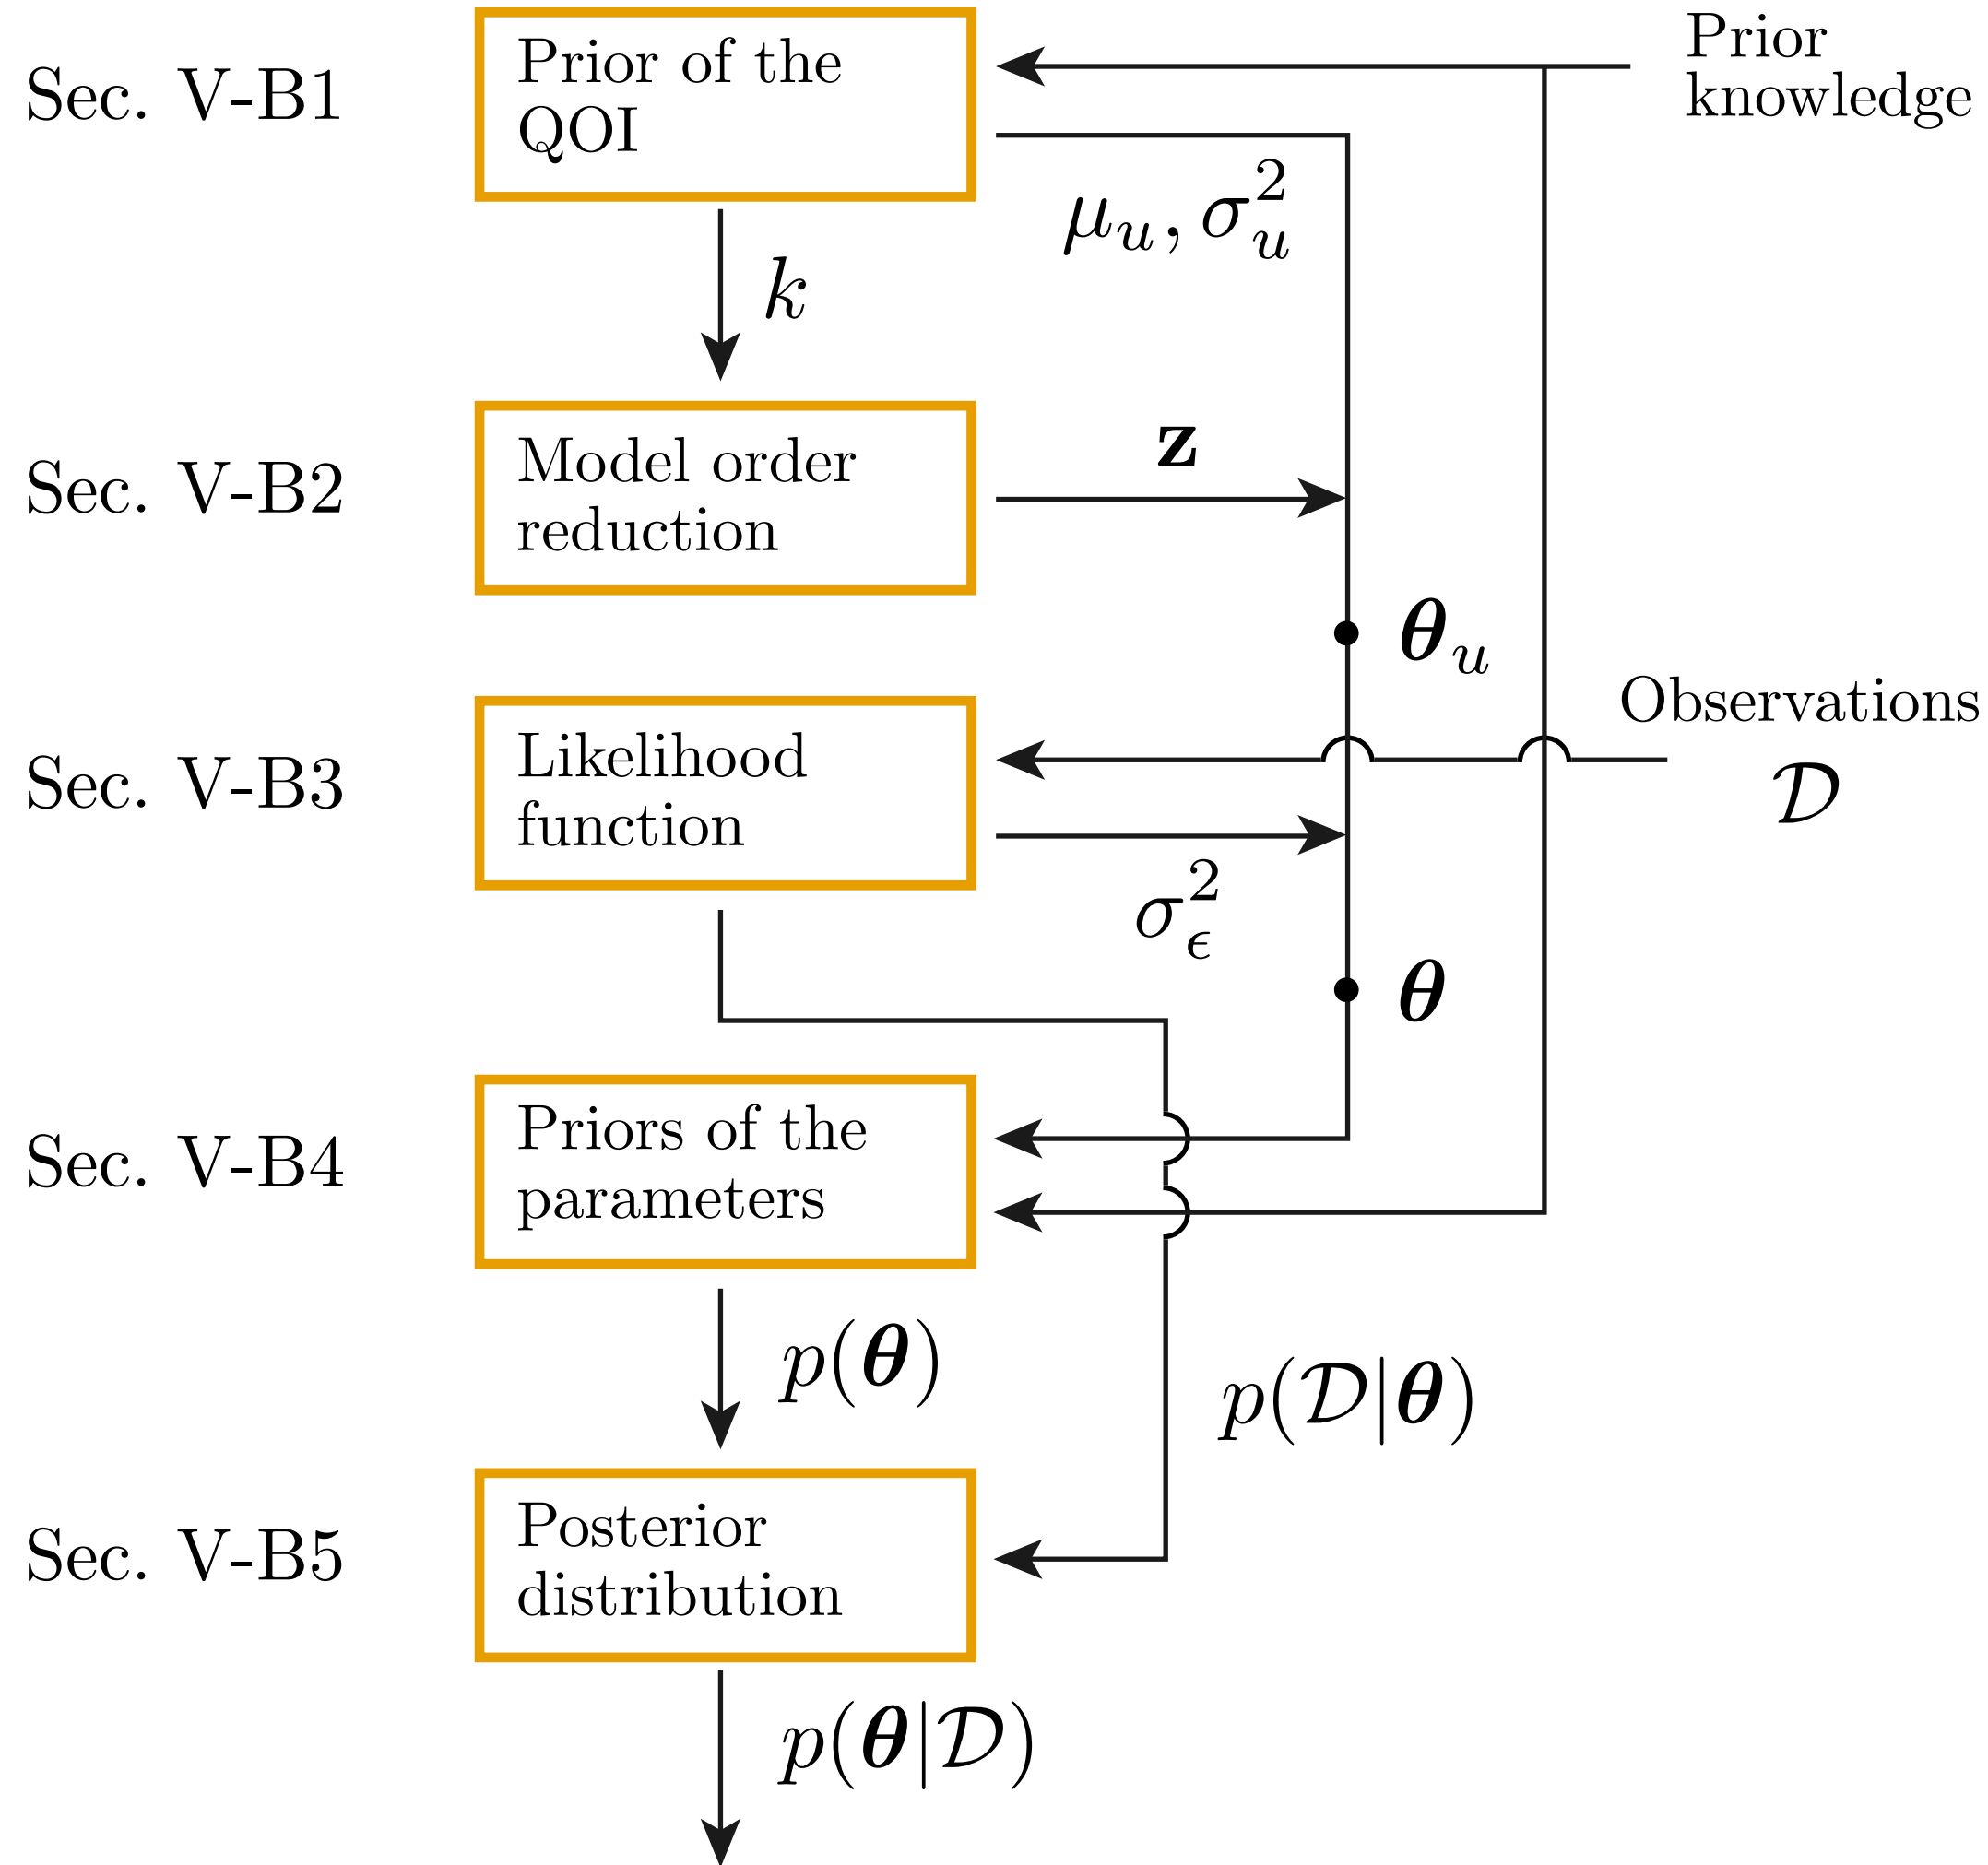 Sec. V-B1
Prior of the
QOI
Prior
knowledge
μ_u, σ_u^2
k
Sec. V-B2
Model order
reduction
z
θ_u
Sec. V-B3
Likelihood
function
Observations
𝒟
σ_ϵ^2
θ
Sec. V-B4
Priors of the
parameters
p(θ)
p(𝒟|θ)
Sec. V-B5
Posterior
distribution
p(θ|𝒟)